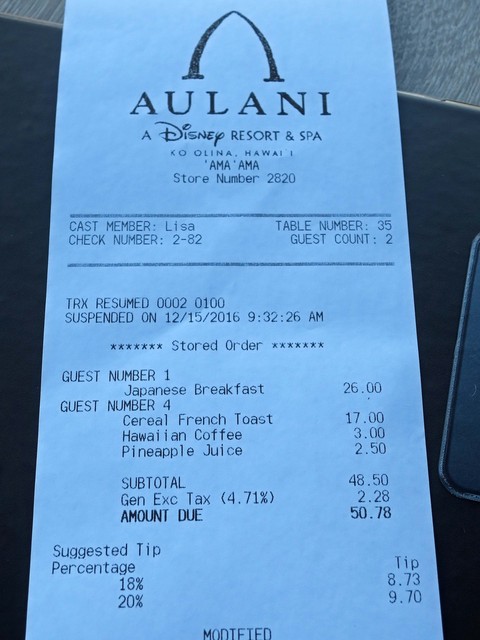 AULANI
A Disney RESORT & SPA
KO OLINA, HAWAI'I
'AMA'AMA
Store Number 2820
CAST MEMBER: Lisa TABLE NUMBER: 35
CHECK NUMBER: 2-82 GUEST COUNT: 2
TRX RESUMED 0002 0100
SUSPENDED ON 12/15/2016 9:32:26 AM
******* Stored Order *******
GUEST NUMBER 1
Japanese Breakfast 26.00
GUEST NUMBER 4
Cereal French Toast 17.00
Hawaiian Coffee 3.00
Pineapple Juice 2.50
SUBTOTAL 48.50
Gen Exc Tax (4.71%) 2.28
AMOUNT DUE 50.78
Suggested Tip
Percentage Tip
18% 8.73
20% 9.70
MODIFIED